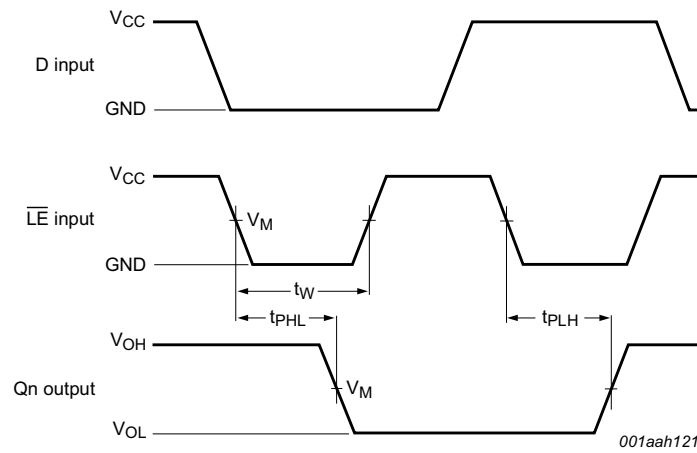 VCC
D input
GND
VCC
LE input
VM
GND
tW
tPHL
tPLH
VOH
Qn output
VM
VOL
001aah121